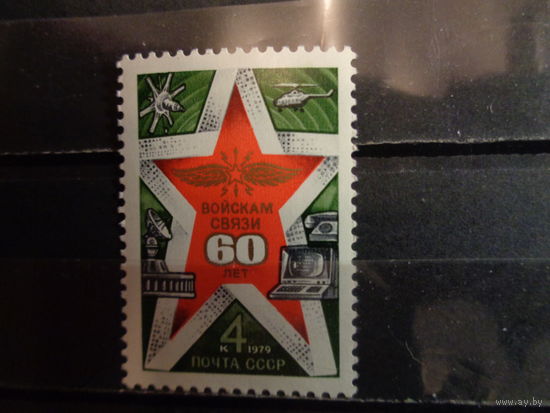 ВОЙСКАМ
СВЯЗИ
60
ЛЕТ
4
К 1979
ПОЧТА СССР
www.ay.by